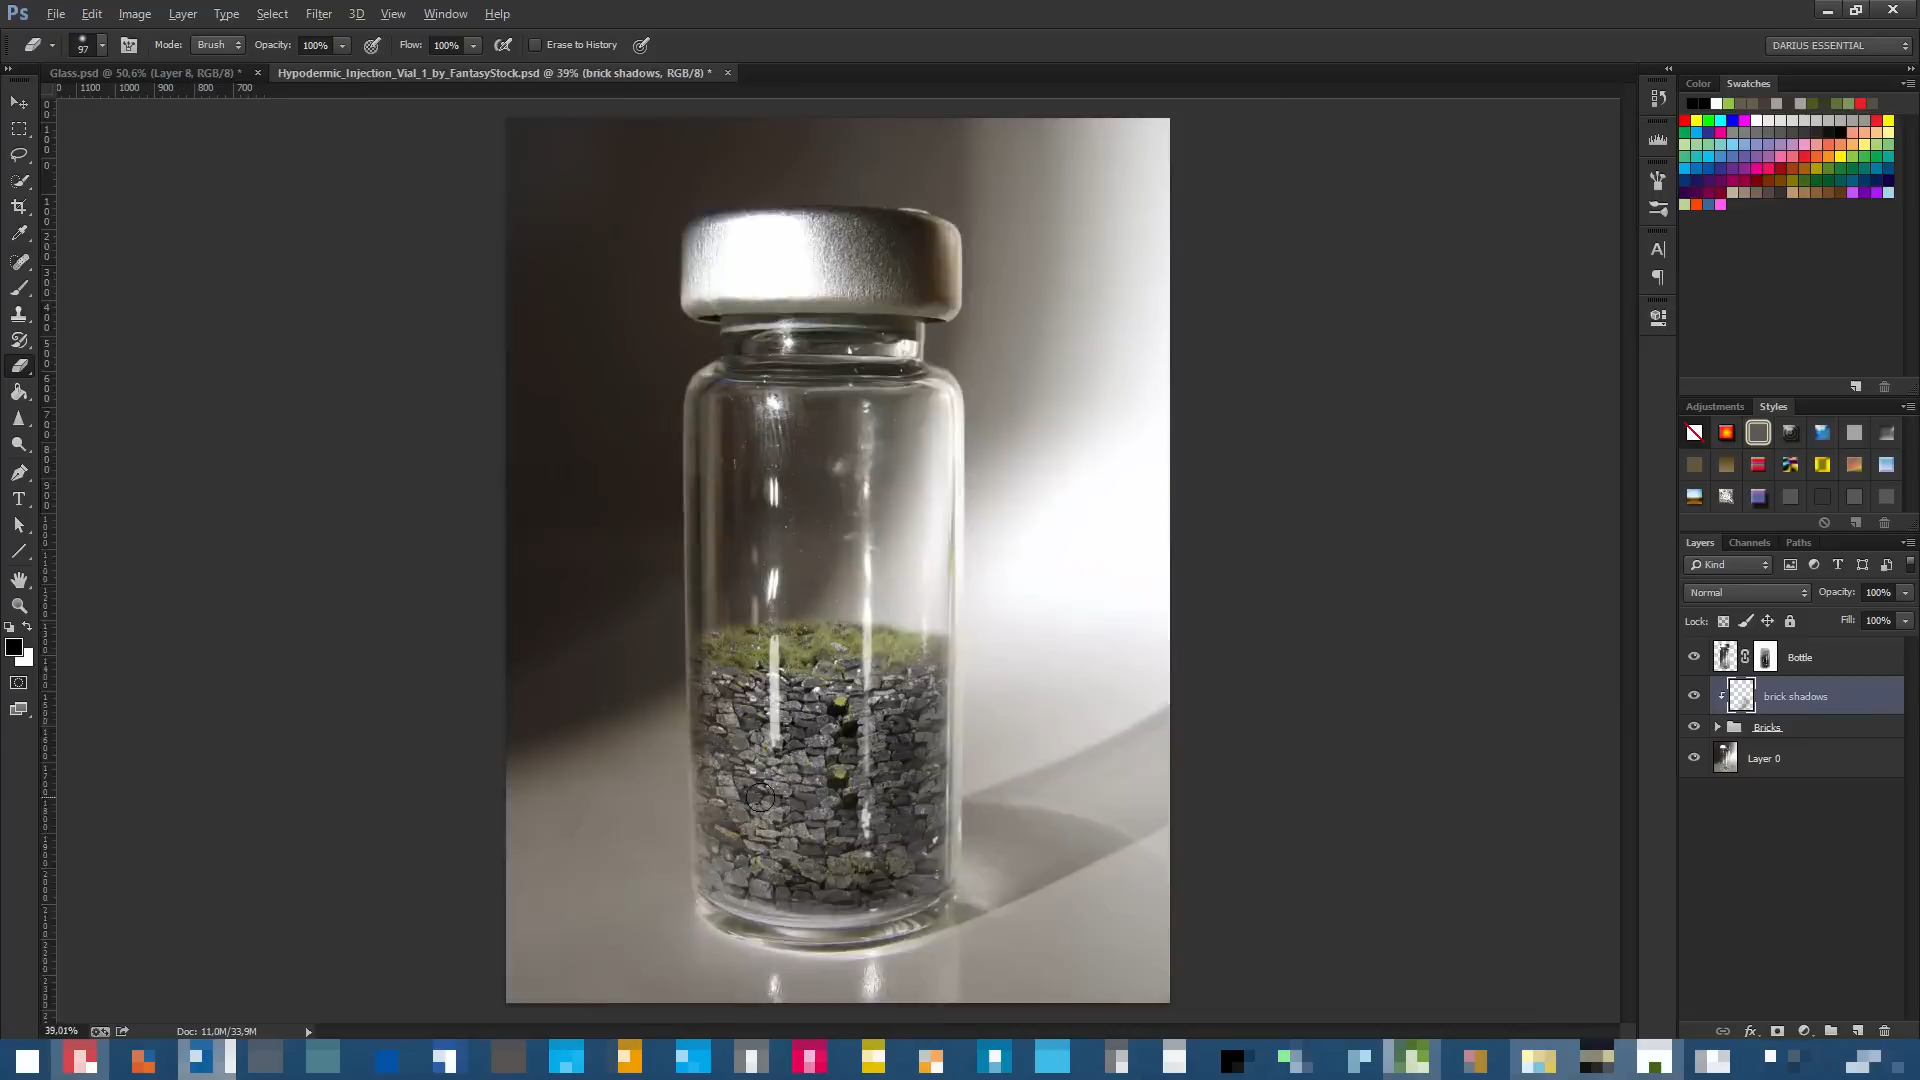 Ps File Edit Image Layer Type Select Filter 3D View Window Help
97 Mode: Brush Opacity: 100% Flow: 100% Erase to History DARIUS ESSENTIAL
Glass.psd @ 50,6% (Layer 8, RGB/8) * × Hypodermic_Injection_Vial_1_by_FantasyStock.psd @ 39% (brick shadows, RGB/8) * ×
0 1100 1000 900 800 700
Color Swatches
Adjustments Styles
Layers Channels Paths
Kind
Normal Opacity: 100%
Lock: Fill: 100%
Bottle
brick shadows
Bricks
Layer 0
39,01% Doc: 11,0M/33,9M